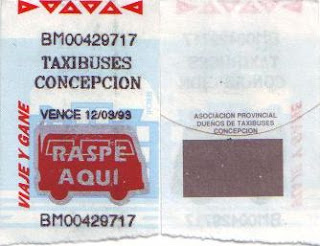 BM00429717
TAXIBUSES
CONCEPCION
VENCE 12/03/93
VIAJE Y GANE
RASPE
AQUI
BM00429717
ASOCIACION PROVINCIAL
DUEÑOS DE TAXIBUSES
CONCEPCION